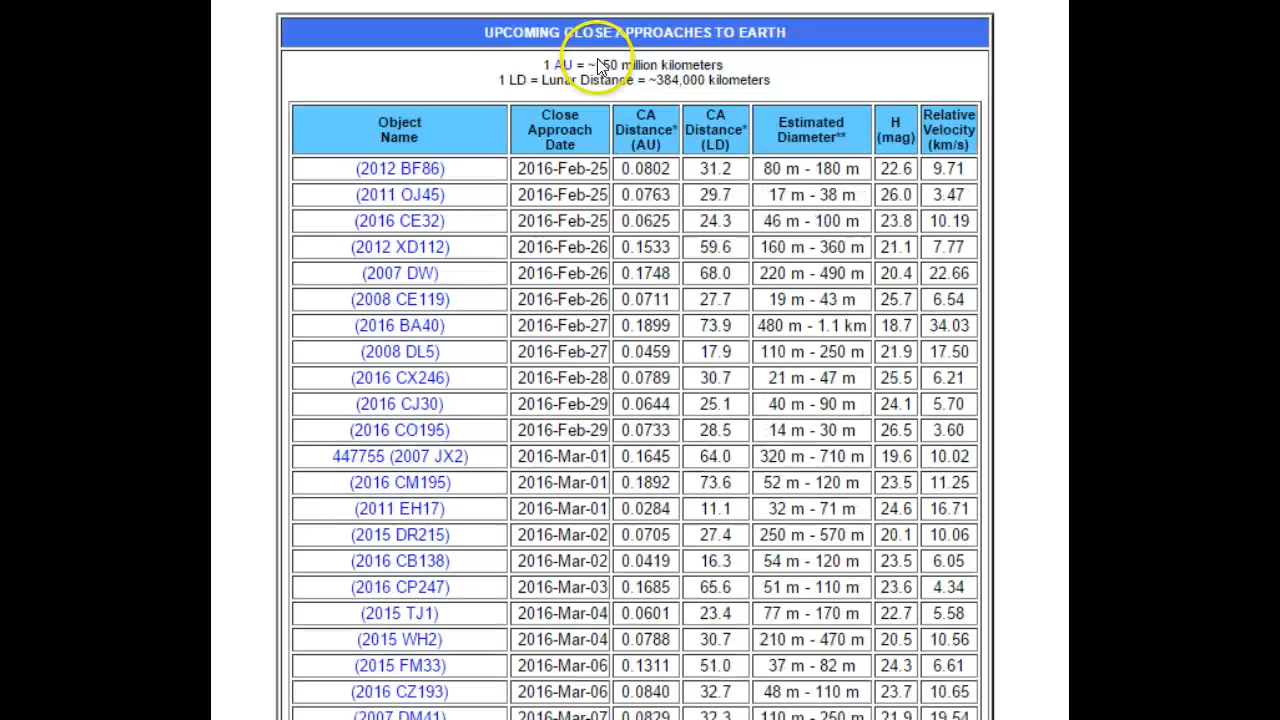 UPCOMING CLOSE APPROACHES TO EARTH
1 AU = ~150 million kilometers
1 LD = Lunar Distance = ~384,000 kilometers
Object Name Close Approach Date CA Distance* (AU) CA Distance* (LD) Estimated Diameter** H (mag) Relative Velocity (km/s)
(2012 BF86) 2016-Feb-25 0.0802 31.2 80 m - 180 m 22.6 9.71
(2011 OJ45) 2016-Feb-25 0.0763 29.7 17 m - 38 m 26.0 3.47
(2016 CE32) 2016-Feb-25 0.0625 24.3 46 m - 100 m 23.8 10.19
(2012 XD112) 2016-Feb-26 0.1533 59.6 160 m - 360 m 21.1 7.77
(2007 DW) 2016-Feb-26 0.1748 68.0 220 m - 490 m 20.4 22.66
(2008 CE119) 2016-Feb-26 0.0711 27.7 19 m - 43 m 25.7 6.54
(2016 BA40) 2016-Feb-27 0.1899 73.9 480 m - 1.1 km 18.7 34.03
(2008 DL5) 2016-Feb-27 0.0459 17.9 110 m - 250 m 21.9 17.50
(2016 CX246) 2016-Feb-28 0.0789 30.7 21 m - 47 m 25.5 6.21
(2016 CJ30) 2016-Feb-29 0.0644 25.1 40 m - 90 m 24.1 5.70
(2016 CO195) 2016-Feb-29 0.0733 28.5 14 m - 30 m 26.5 3.60
447755 (2007 JX2) 2016-Mar-01 0.1645 64.0 320 m - 710 m 19.6 10.02
(2016 CM195) 2016-Mar-01 0.1892 73.6 52 m - 120 m 23.5 11.25
(2011 EH17) 2016-Mar-01 0.0284 11.1 32 m - 71 m 24.6 16.71
(2015 DR215) 2016-Mar-02 0.0705 27.4 250 m - 570 m 20.1 10.06
(2016 CB138) 2016-Mar-02 0.0419 16.3 54 m - 120 m 23.5 6.05
(2016 CP247) 2016-Mar-03 0.1685 65.6 51 m - 110 m 23.6 4.34
(2015 TJ1) 2016-Mar-04 0.0601 23.4 77 m - 170 m 22.7 5.58
(2015 WH2) 2016-Mar-04 0.0788 30.7 210 m - 470 m 20.5 10.56
(2015 FM33) 2016-Mar-06 0.1311 51.0 37 m - 82 m 24.3 6.61
(2016 CZ193) 2016-Mar-06 0.0840 32.7 48 m - 110 m 23.7 10.65
(2007 DM41) 2016-Mar-07 0.0829 32.3 110 m - 250 m 21.9 19.54